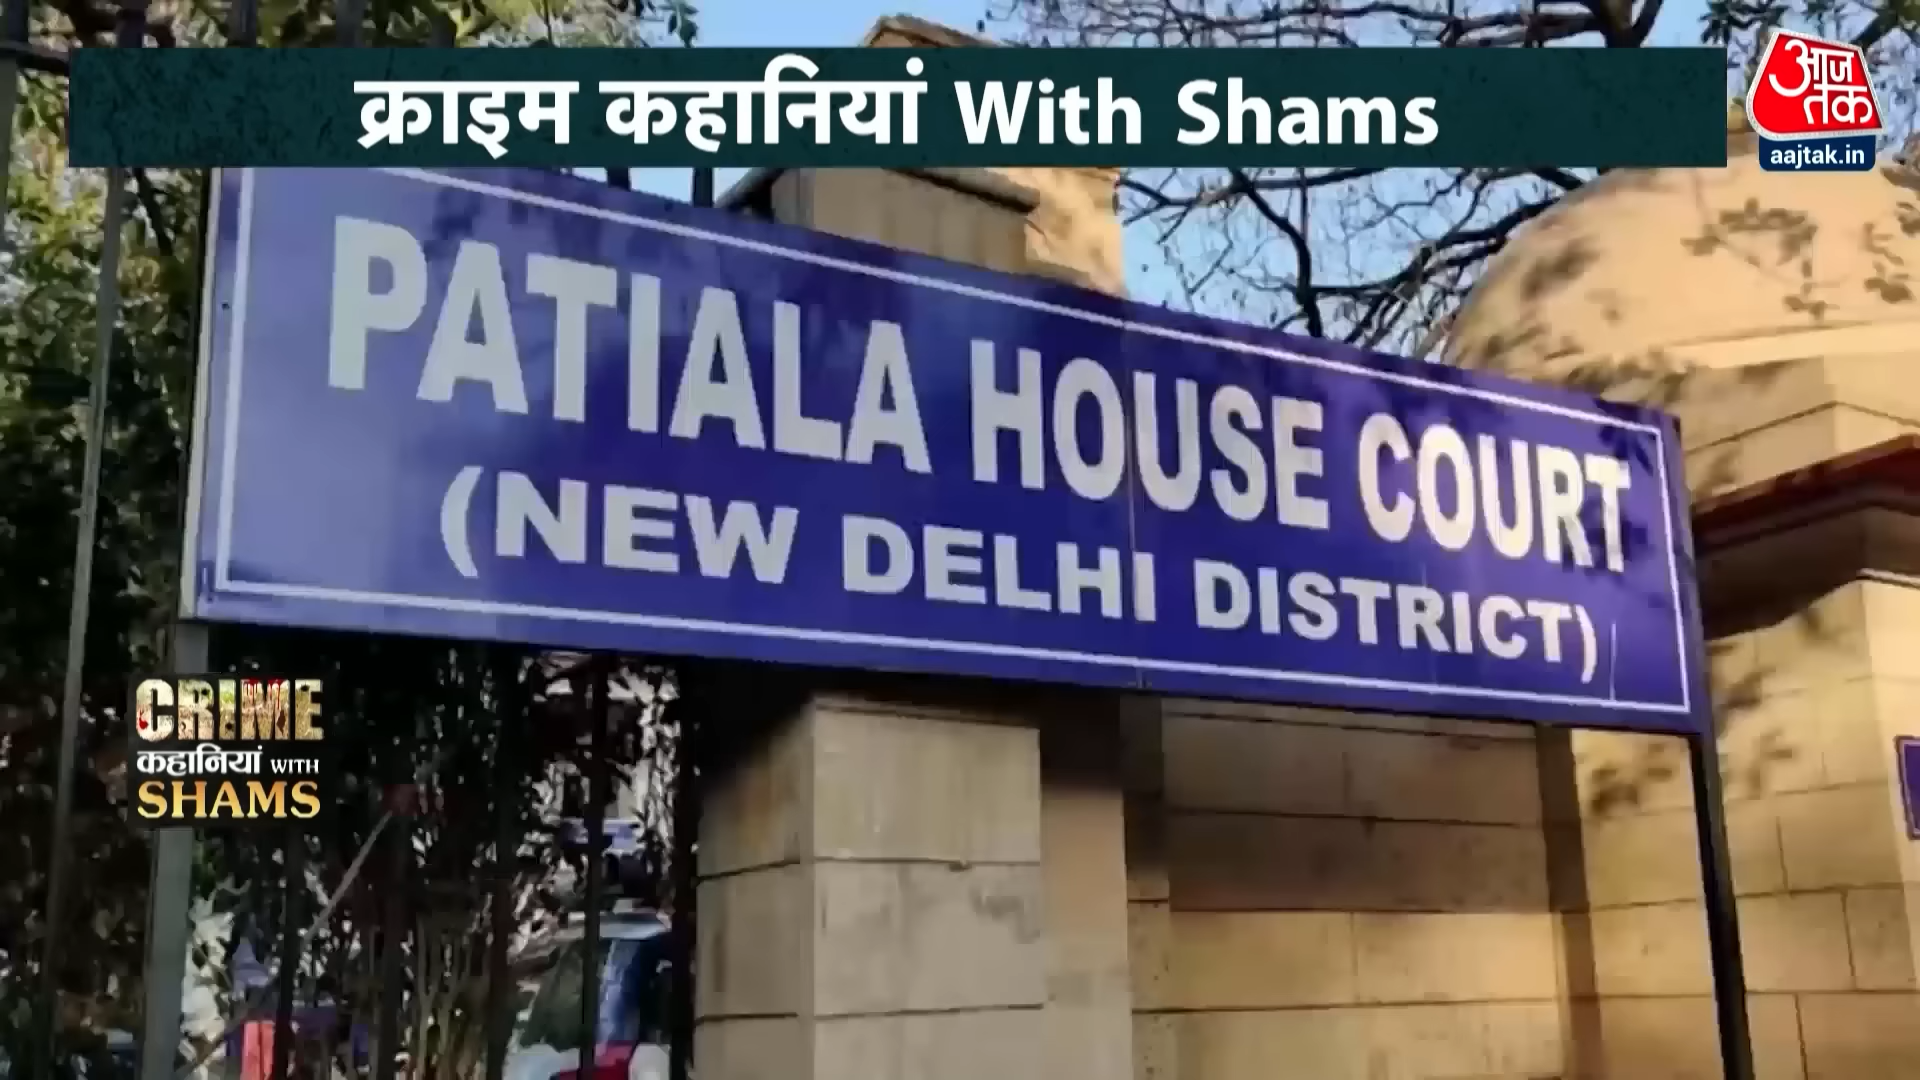 क्राइम कहानियां With Shams
आज
तक
aajtak.in
PATIALA HOUSE COURT
(NEW DELHI DISTRICT)
CRIME
कहानियां WITH
SHAMS